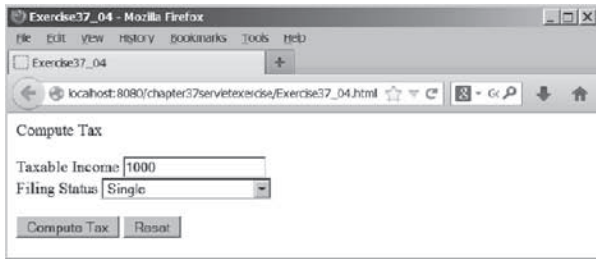 Exercise37_04 - Mozilla Firefox
File Edit View History Bookmarks Tools Help
Exercise37_04
localhost:8080/chapter37servletexercise/Exercise37_04.html
Compute Tax
Taxable Income 1000
Filing Status Single
Compute Tax Reset